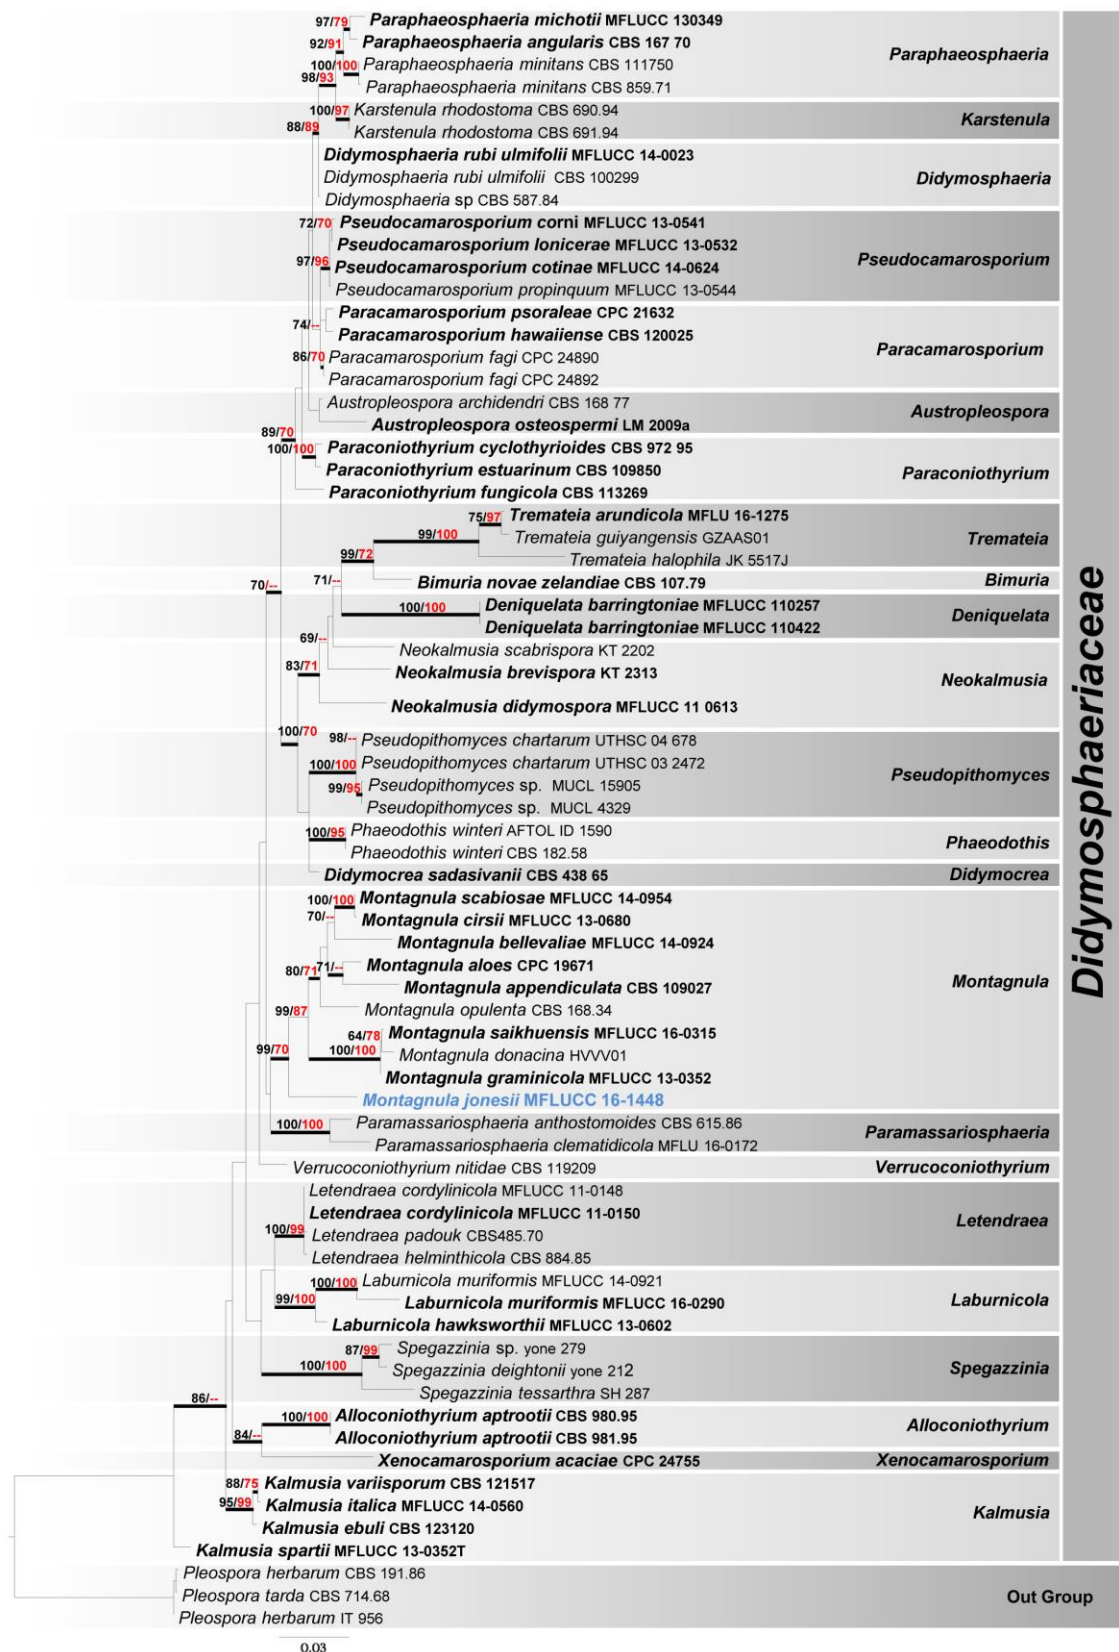 97/79
Paraphaeosphaeria michotii MFLUCC 130349
92/91
Paraphaeosphaeria angularis CBS 167 70
100/100
Paraphaeosphaeria minitans CBS 111750
Paraphaeosphaeria
98/93
Paraphaeosphaeria minitans CBS 859.71
100/97
Karstenula rhodostoma CBS 690.94
Karstenula
88/89
Karstenula rhodostoma CBS 691.94
Didymosphaeria rubi ulmifolii MFLUCC 14-0023
Didymosphaeria rubi ulmifolii CBS 100299
Didymosphaeria
Didymosphaeria sp CBS 587.84
72/70
Pseudocamarosporium corni MFLUCC 13-0541
Pseudocamarosporium lonicerae MFLUCC 13-0532
Pseudocamarosporium
97/96
Pseudocamarosporium cotinae MFLUCC 14-0624
Pseudocamarosporium propinquum MFLUCC 13-0544
Paracamarosporium psoraleae CPC 21632
74/--
Paracamarosporium hawaiiense CBS 120025
Paracamarosporium
86/70
Paracamarosporium fagi CPC 24890
Paracamarosporium fagi CPC 24892
Austropleospora archidendri CBS 168 77
Austropleospora
Austropleospora osteospermi LM 2009a
89/70
100/100
Paraconiothyrium cyclothyrioides CBS 972 95
Paraconiothyrium estuarinum CBS 109850
Paraconiothyrium
Paraconiothyrium fungicola CBS 113269
75/97
Tremateia arundicola MFLU 16-1275
99/100
Tremateia guiyangensis GZAAS01
Tremateia
99/72
Tremateia halophila JK 5517J
70/--
71/--
Bimuria novae zelandiae CBS 107.79
Bimuria
100/100
Deniquelata barringtoniae MFLUCC 110257
Deniquelata
Deniquelata barringtoniae MFLUCC 110422
69/--
Neokalmusia scabrispora KT 2202
83/71
Neokalmusia brevispora KT 2313
Neokalmusia
Neokalmusia didymospora MFLUCC 11 0613
100/70
98/--
Pseudopithomyces chartarum UTHSC 04 678
100/100
Pseudopithomyces chartarum UTHSC 03 2472
Pseudopithomyces
99/95
Pseudopithomyces sp. MUCL 15905
Pseudopithomyces sp. MUCL 4329
100/95
Phaeodothis winteri AFTOL ID 1590
Phaeodothis
Phaeodothis winteri CBS 182.58
Didymocrea sadasivanii CBS 438 65
Didymocrea
100/100
Montagnula scabiosae MFLUCC 14-0954
70/--
Montagnula cirsii MFLUCC 13-0680
Montagnula bellevaliae MFLUCC 14-0924
80/71
71/--
Montagnula aloes CPC 19671
Montagnula
Montagnula appendiculata CBS 109027
99/87
Montagnula opulenta CBS 168.34
64/78
Montagnula saikhuensis MFLUCC 16-0315
99/70
100/100
Montagnula donacina HVVV01
Montagnula graminicola MFLUCC 13-0352
Montagnula jonesii MFLUCC 16-1448
100/100
Paramassariosphaeria anthostomoides CBS 615.86
Paramassariosphaeria
Paramassariosphaeria clematidicola MFLU 16-0172
Verrucoconiothyrium nitidae CBS 119209
Verrucoconiothyrium
Letendraea cordylinicola MFLUCC 11-0148
Letendraea cordylinicola MFLUCC 11-0150
Letendraea
100/99
Letendraea padouk CBS485.70
Letendraea helminthicola CBS 884.85
100/100
Laburnicola muriformis MFLUCC 14-0921
99/100
Laburnicola muriformis MFLUCC 16-0290
Laburnicola
Laburnicola hawksworthii MFLUCC 13-0602
87/99
Spegazzinia sp. yone 279
100/100
Spegazzinia deightonii yone 212
Spegazzinia
Spegazzinia tessarthra SH 287
86/--
100/100
Alloconiothyrium aptrootii CBS 980.95
Alloconiothyrium
84/--
Alloconiothyrium aptrootii CBS 981.95
Xenocamarosporium acaciae CPC 24755
Xenocamarosporium
88/75
Kalmusia variisporum CBS 121517
95/99
Kalmusia italica MFLUCC 14-0560
Kalmusia
Kalmusia ebuli CBS 123120
Kalmusia spartii MFLUCC 13-0352T
Didymosphaeriaceae
Pleospora herbarum CBS 191.86
Pleospora tarda CBS 714.68
Out Group
Pleospora herbarum IT 956
0.03